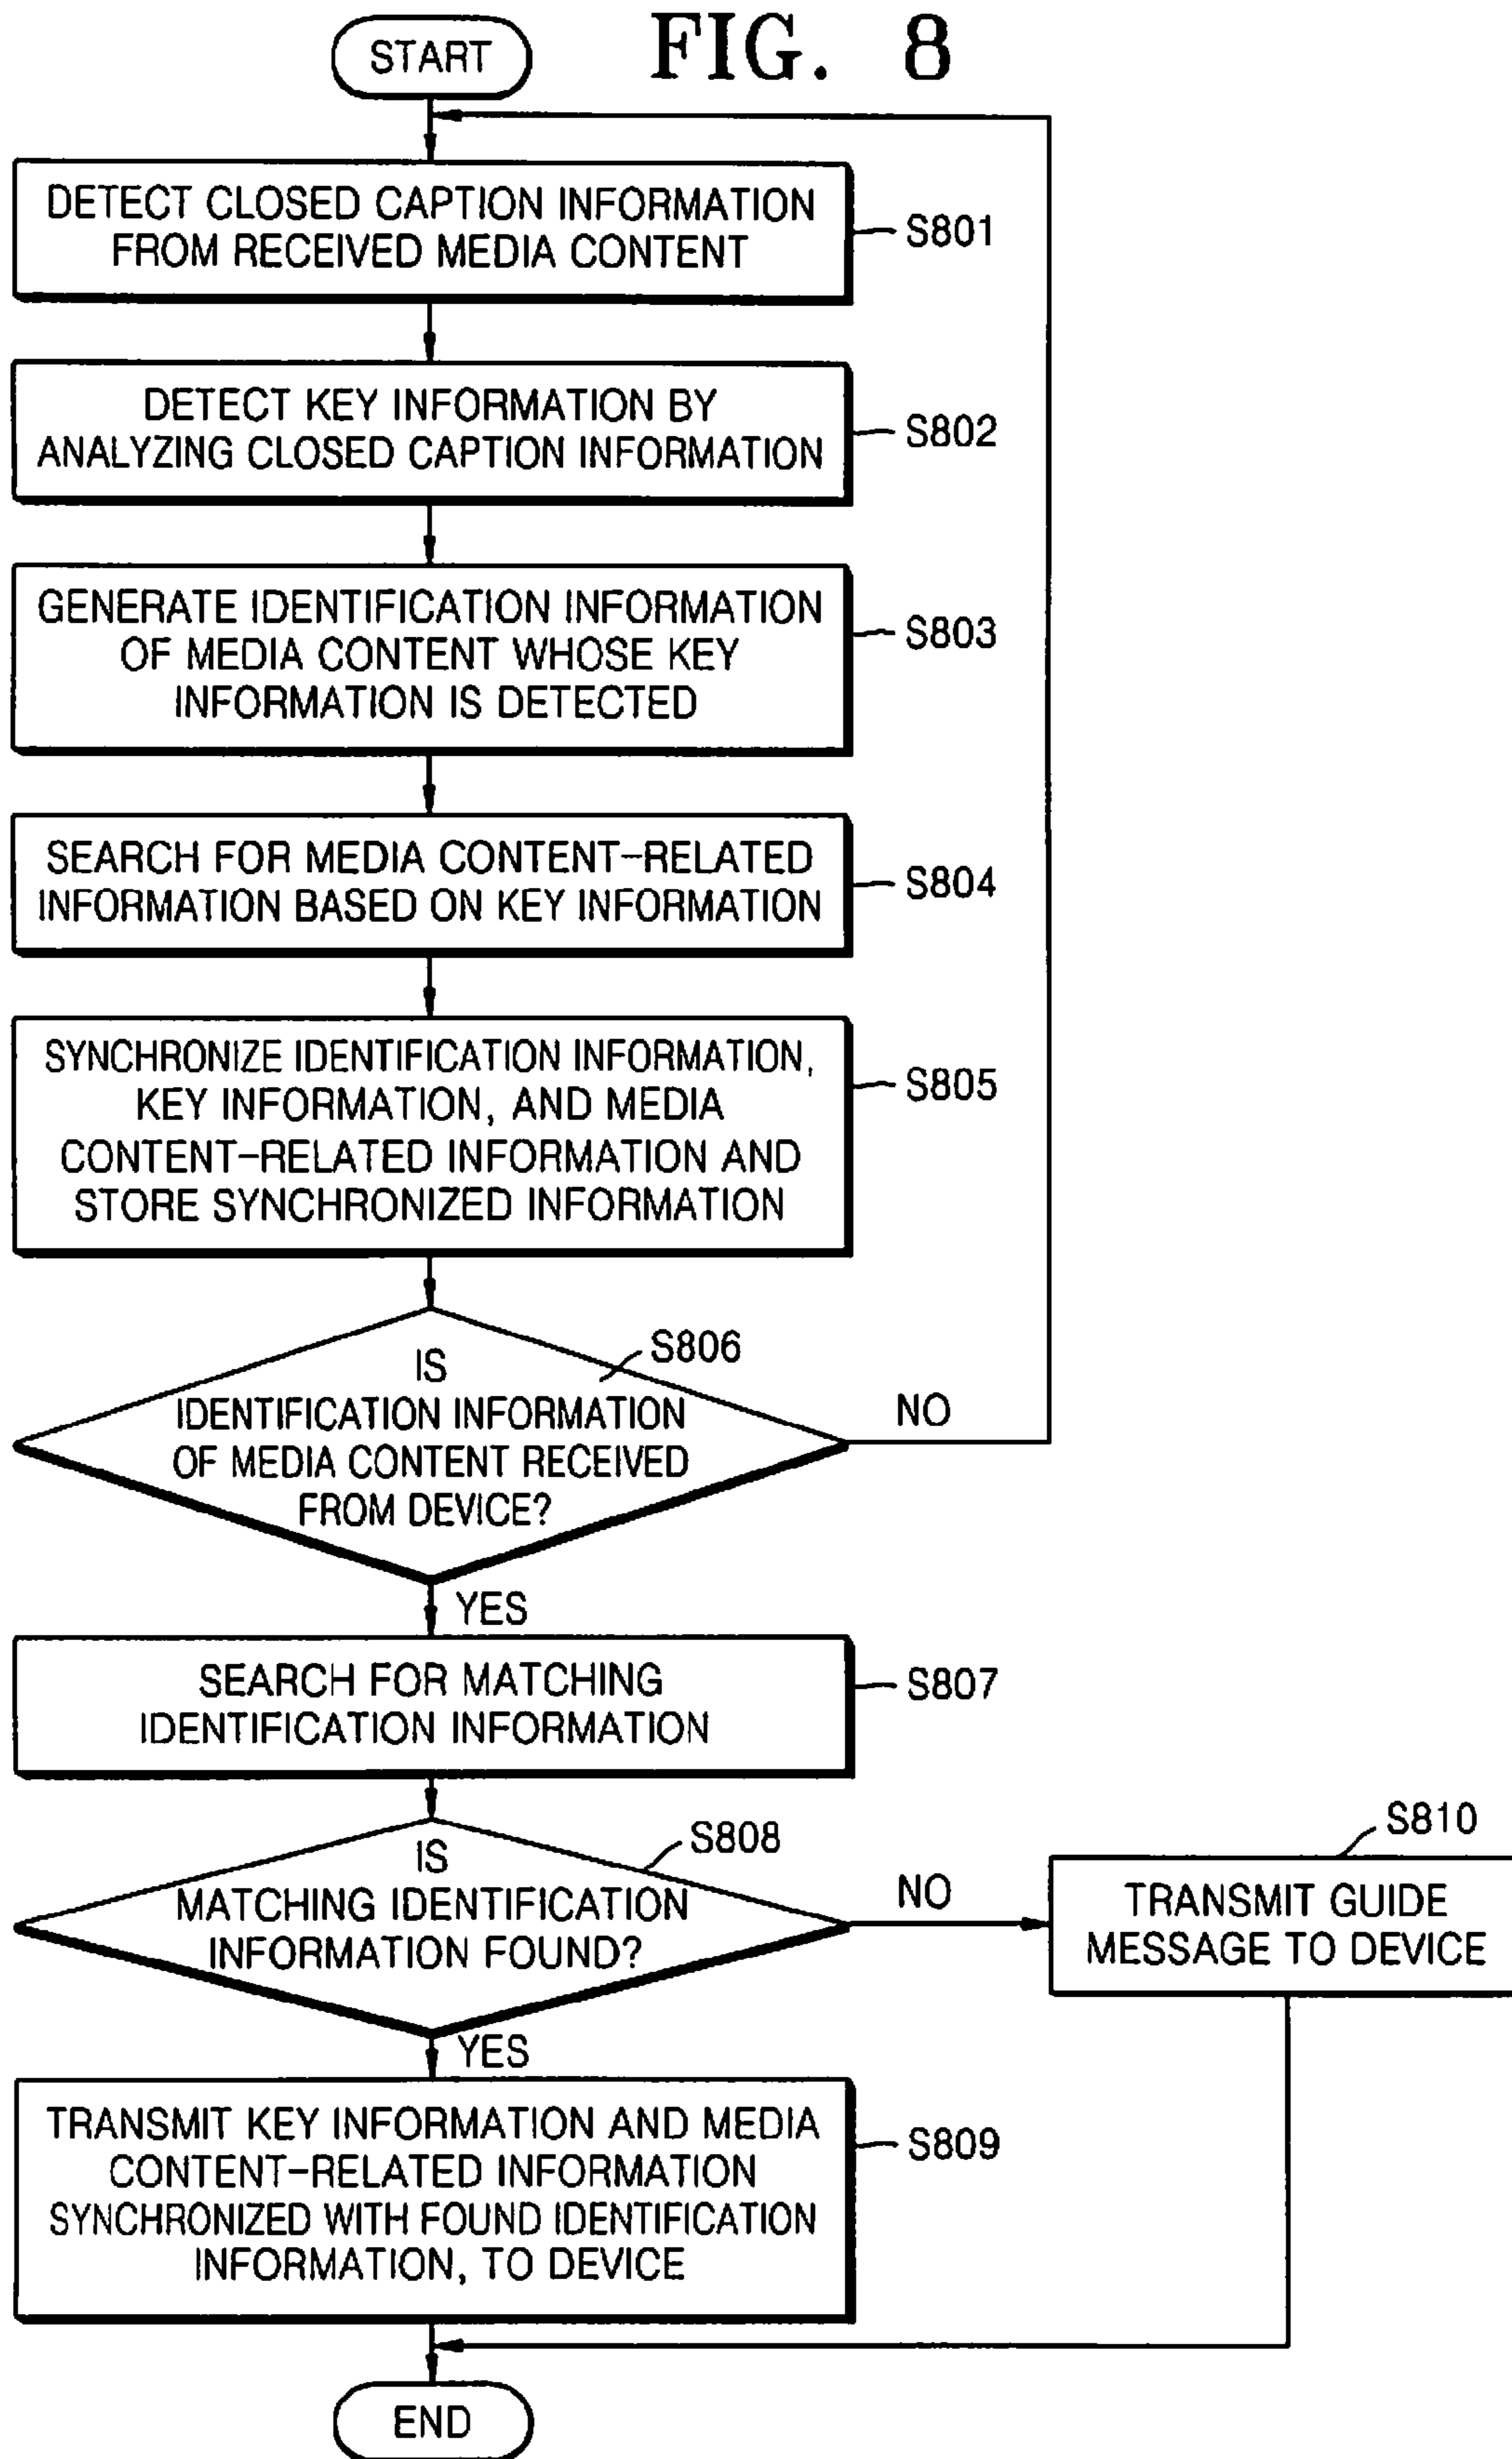 FIG. 8
START
DETECT CLOSED CAPTION INFORMATION
FROM RECEIVED MEDIA CONTENT
S801
DETECT KEY INFORMATION BY
ANALYZING CLOSED CAPTION INFORMATION
S802
GENERATE IDENTIFICATION INFORMATION
OF MEDIA CONTENT WHOSE KEY
INFORMATION IS DETECTED
S803
SEARCH FOR MEDIA CONTENT-RELATED
INFORMATION BASED ON KEY INFORMATION
S804
SYNCHRONIZE IDENTIFICATION INFORMATION,
KEY INFORMATION, AND MEDIA
CONTENT-RELATED INFORMATION AND
STORE SYNCHRONIZED INFORMATION
S805
IS
IDENTIFICATION INFORMATION
OF MEDIA CONTENT RECEIVED
FROM DEVICE?
S806
NO
YES
SEARCH FOR MATCHING
IDENTIFICATION INFORMATION
S807
IS
MATCHING IDENTIFICATION
INFORMATION FOUND?
S808
NO
S810
TRANSMIT GUIDE
MESSAGE TO DEVICE
YES
TRANSMIT KEY INFORMATION AND MEDIA
CONTENT-RELATED INFORMATION
SYNCHRONIZED WITH FOUND IDENTIFICATION
INFORMATION, TO DEVICE
S809
END